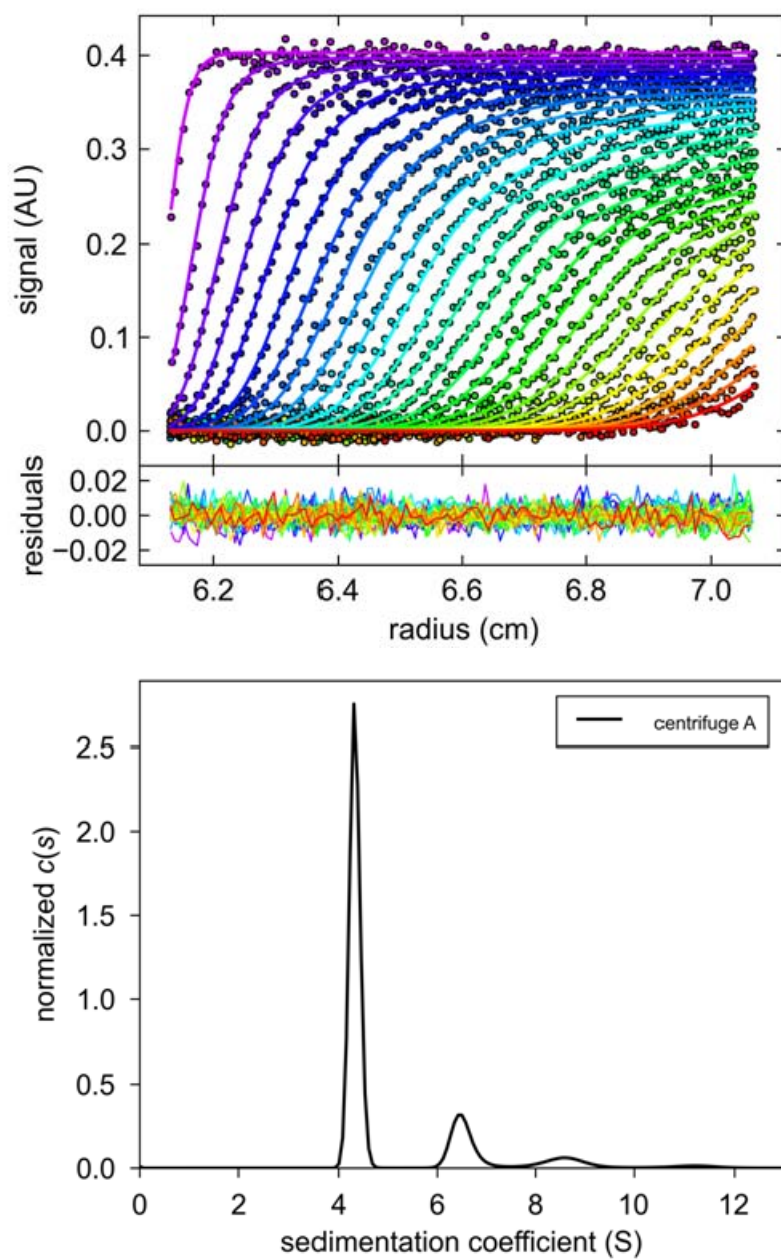 0.4
0.3
0.2
0.1
0.0
signal (AU)
0.02
0.00
−0.02
residuals
6.2 6.4 6.6 6.8 7.0
radius (cm)
centrifuge A
2.5
2.0
1.5
1.0
0.5
0.0
normalized c(s)
0 2 4 6 8 10 12
sedimentation coefficient (S)